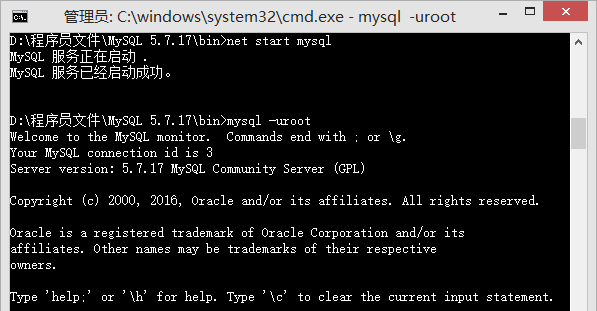 管理员: C:\windows\system32\cmd.exe - mysql  -uroot
D:\程序员文件\MySQL 5.7.17\bin>net start mysql
MySQL 服务正在启动 .
MySQL 服务已经启动成功。
D:\程序员文件\MySQL 5.7.17\bin>mysql -uroot
Welcome to the MySQL monitor.  Commands end with ; or \g.
Your MySQL connection id is 3
Server version: 5.7.17 MySQL Community Server (GPL)
Copyright (c) 2000, 2016, Oracle and/or its affiliates. All rights reserved.
Oracle is a registered trademark of Oracle Corporation and/or its
affiliates. Other names may be trademarks of their respective
owners.
Type 'help;' or '\h' for help. Type '\c' to clear the current input statement.